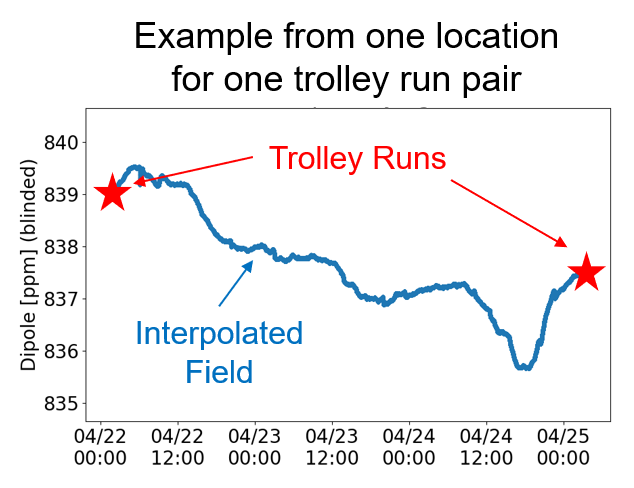 Example from one location
for one trolley run pair
Trolley Runs
Interpolated
Field
Dipole [ppm] (blinded)
840
839
838
837
836
835
04/22 04/22 04/23 04/23 04/24 04/24 04/25
00:00 12:00 00:00 12:00 00:00 12:00 00:00